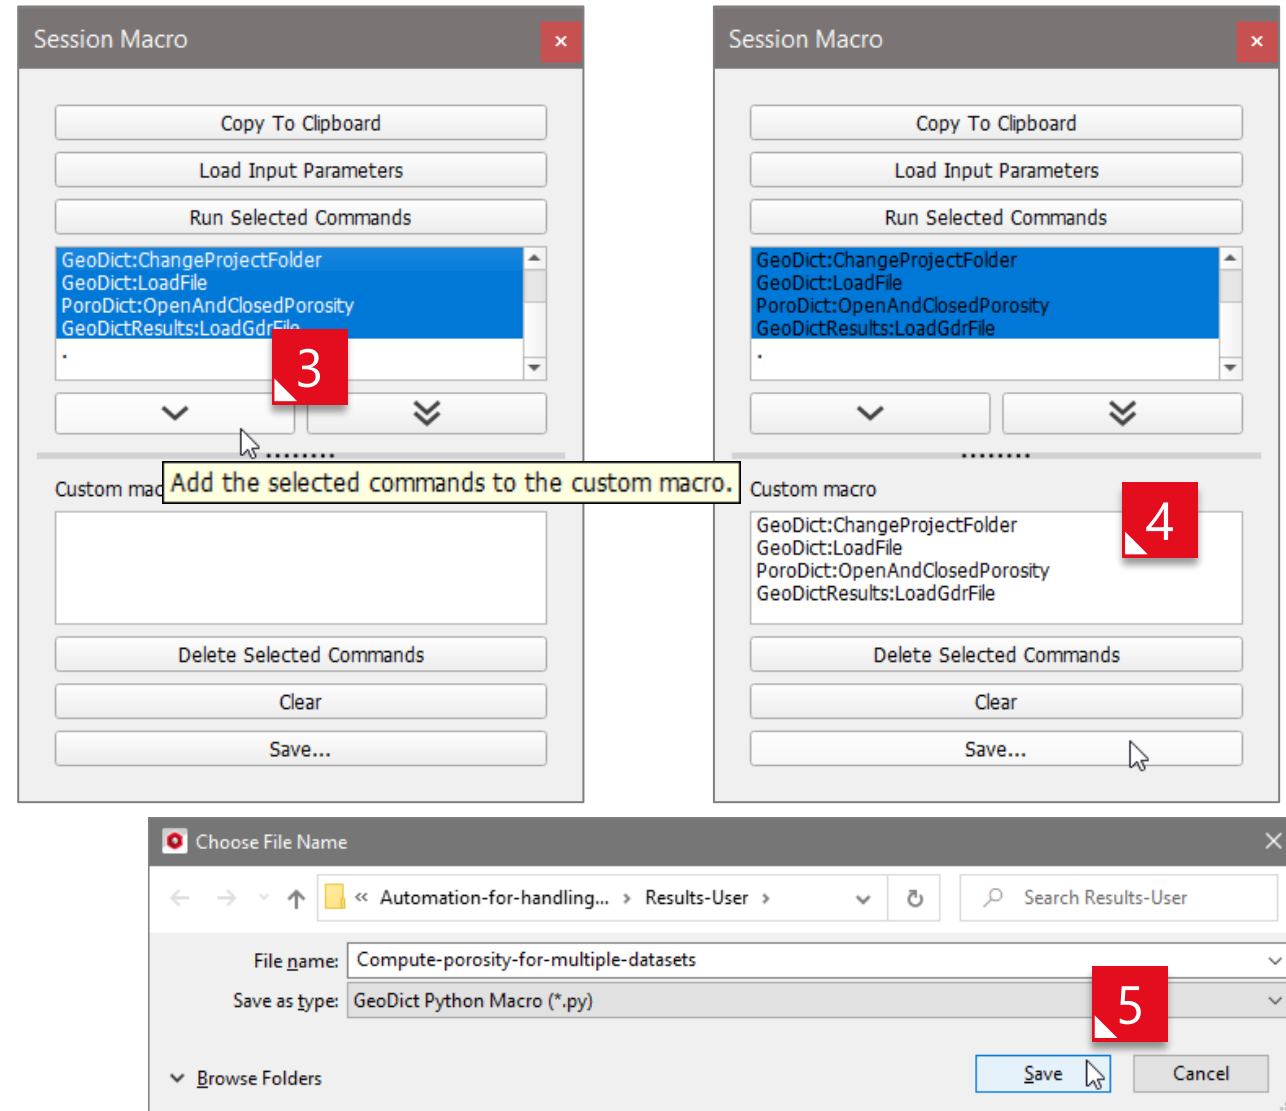 Session Macro
Copy To Clipboard
Load Input Parameters
Run Selected Commands
GeoDict:ChangeProjectFolder
GeoDict:LoadFile
PoroDict:OpenAndClosedPorosity
GeoDictResults:LoadGdrFile
.
3
Add the selected commands to the custom macro.
Custom mac
Delete Selected Commands
Clear
Save...
Session Macro
Copy To Clipboard
Load Input Parameters
Run Selected Commands
GeoDict:ChangeProjectFolder
GeoDict:LoadFile
PoroDict:OpenAndClosedPorosity
GeoDictResults:LoadGdrFile
.
Custom macro
4
GeoDict:ChangeProjectFolder
GeoDict:LoadFile
PoroDict:OpenAndClosedPorosity
GeoDictResults:LoadGdrFile
Delete Selected Commands
Clear
Save...
Choose File Name
« Automation-for-handling... › Results-User ›
Search Results-User
File name: Compute-porosity-for-multiple-datasets
Save as type: GeoDict Python Macro (*.py)
5
Browse Folders
Save
Cancel